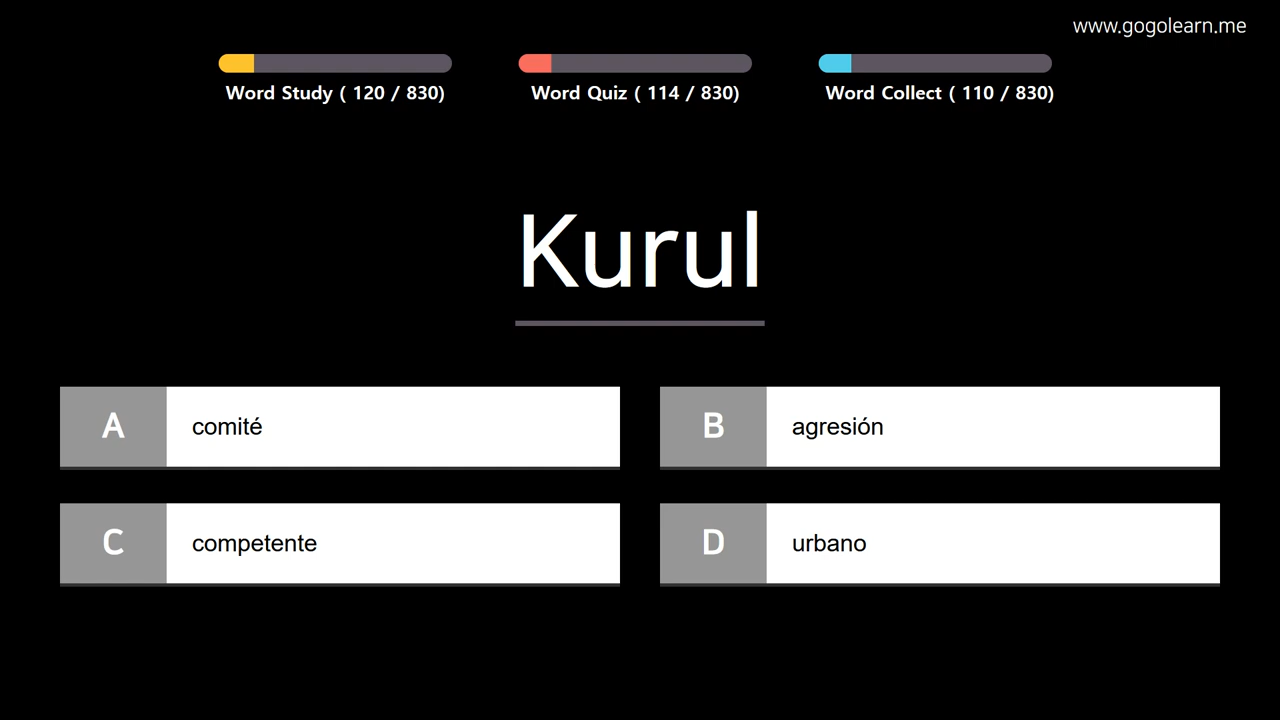 www.gogolearn.me
Word Study ( 120 / 830)
Word Quiz ( 114 / 830)
Word Collect ( 110 / 830)
Kurul
A comité
B agresión
C competente
D urbano